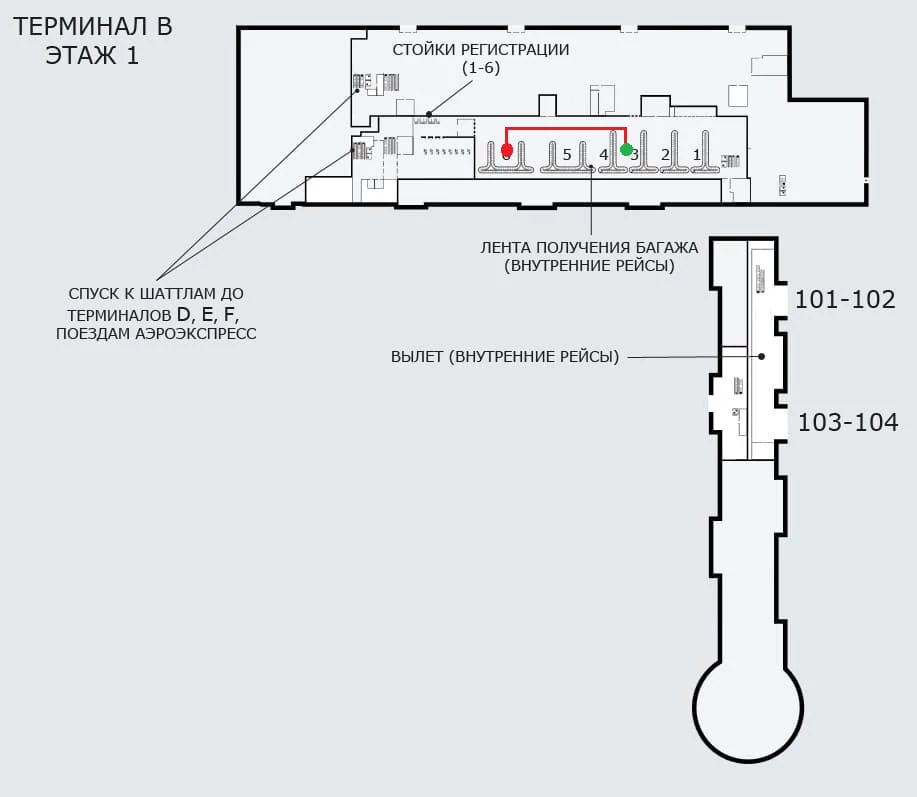 ТЕРМИНАЛ B
ЭТАЖ 1
СТОЙКИ РЕГИСТРАЦИИ
(1-6)
5
4
3
2
1
ЛЕНТА ПОЛУЧЕНИЯ БАГАЖА
(ВНУТРЕННИЕ РЕЙСЫ)
СПУСК К ШАТТЛАМ ДО
ТЕРМИНАЛОВ D, E, F,
ПОЕЗДАМ АЭРОЭКСПРЕСС
101-102
ВЫЛЕТ (ВНУТРЕННИЕ РЕЙСЫ)
103-104